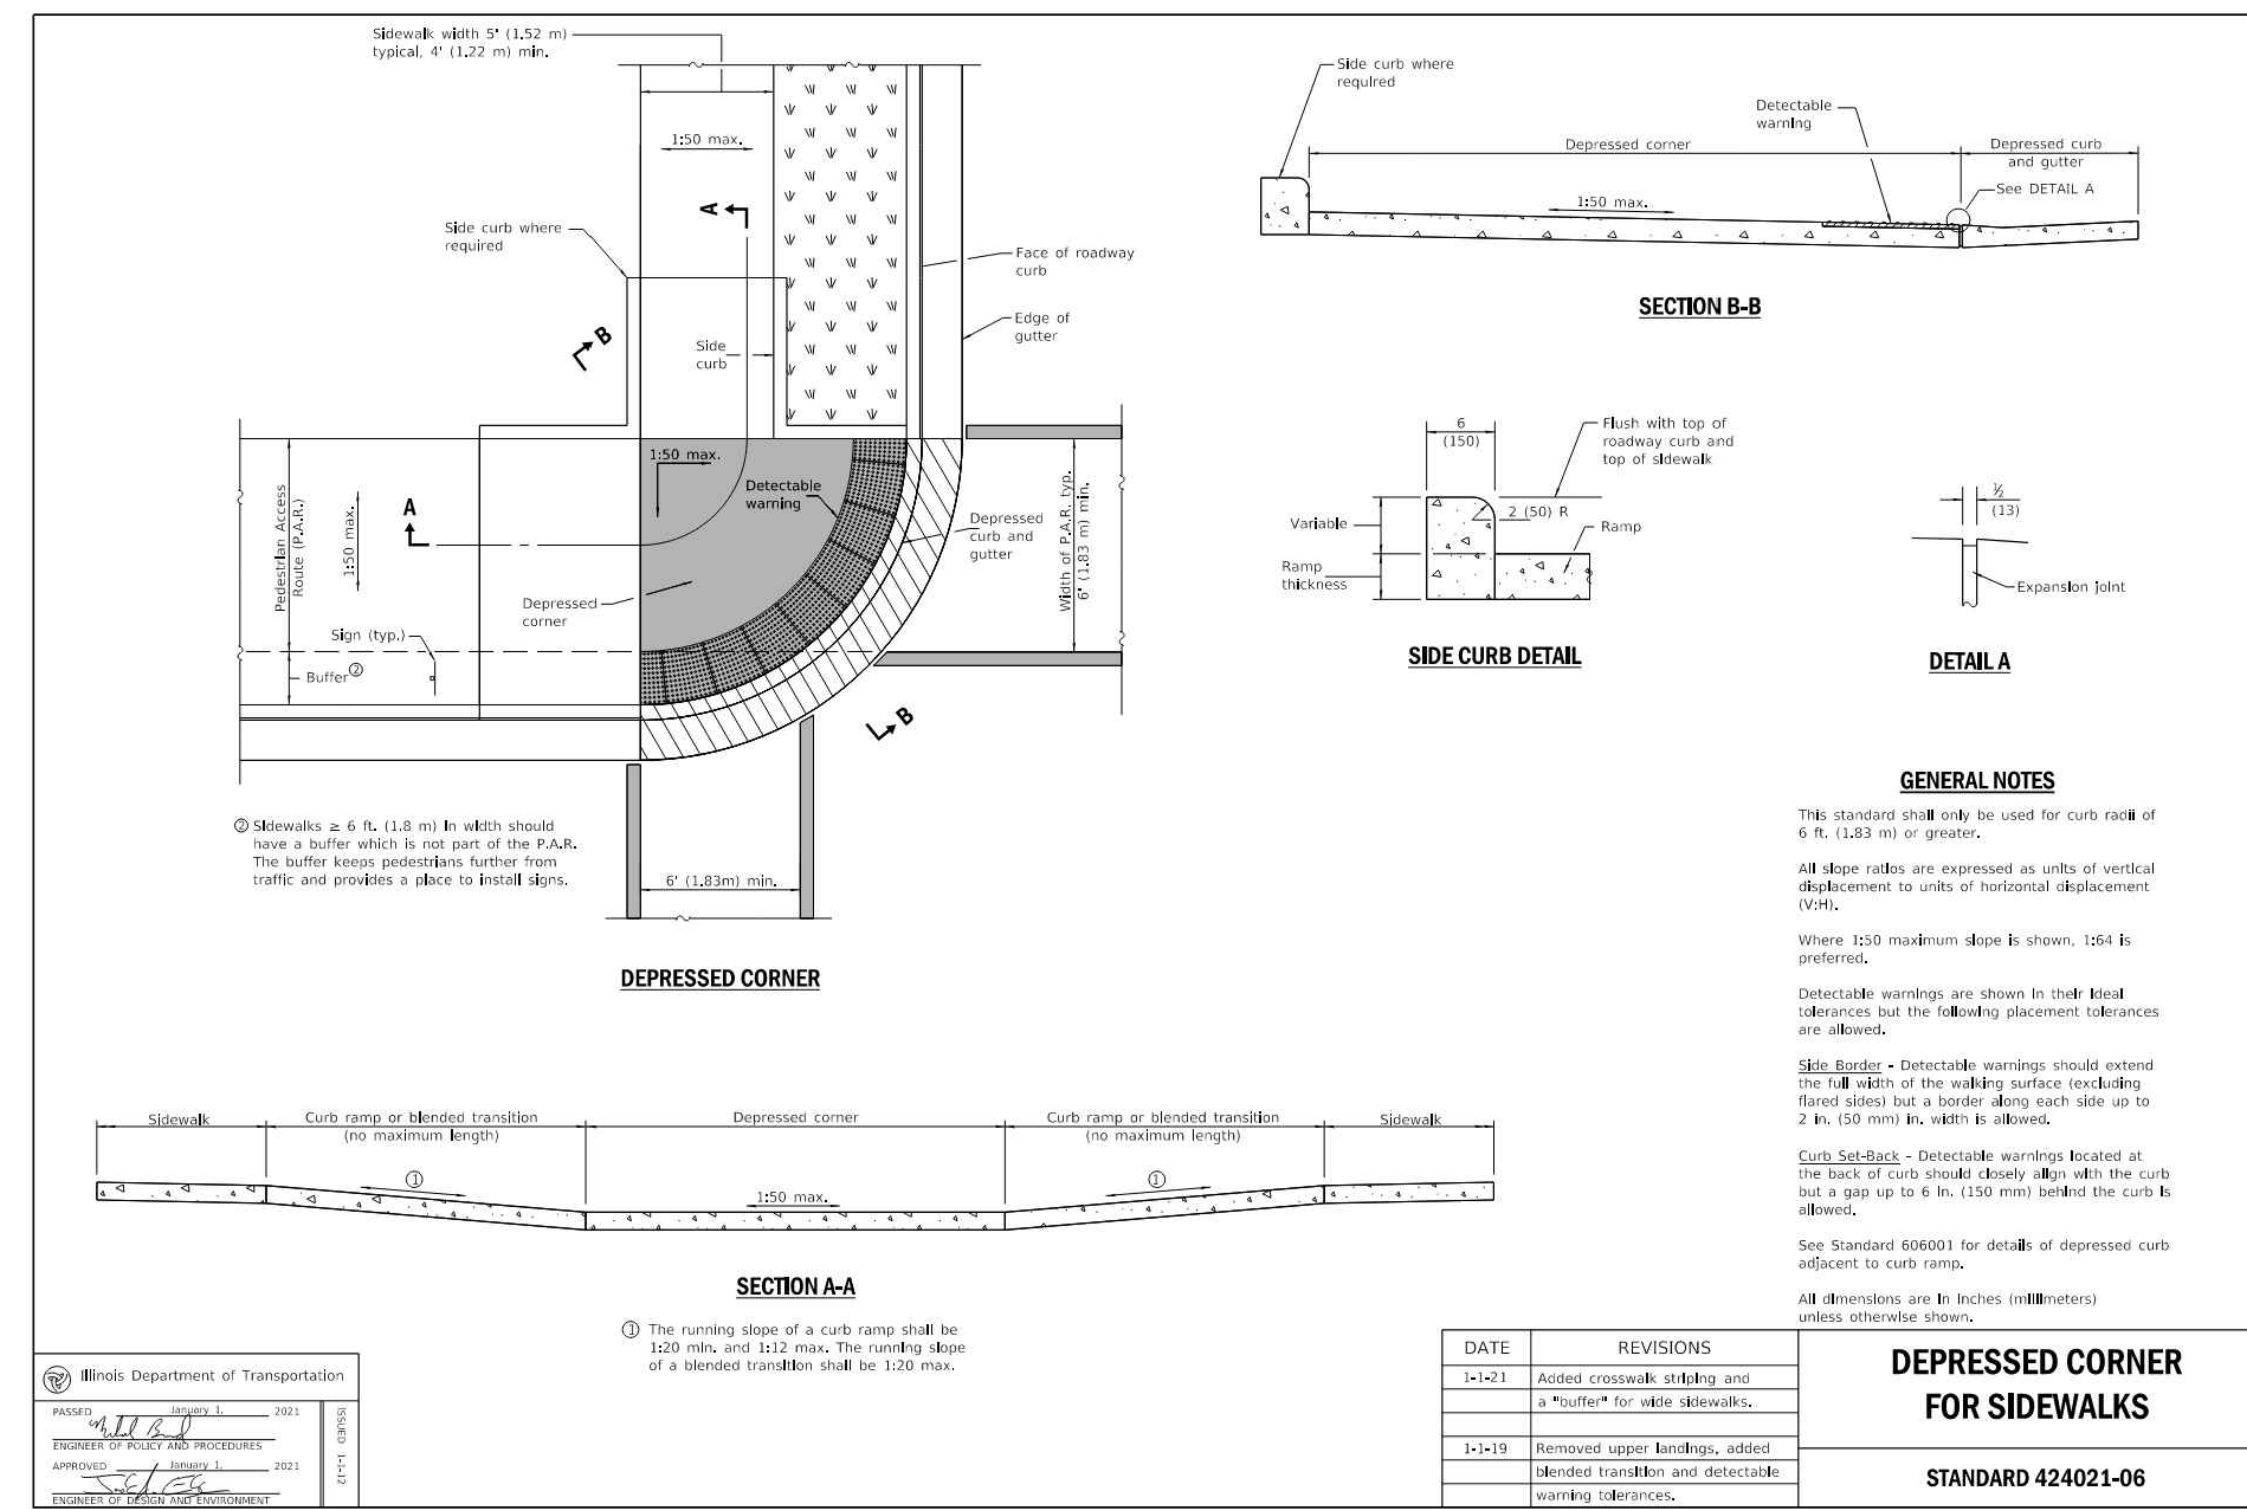 Sidewalk width 5' (1.52 m)
typical, 4' (1.22 m) min.
1:50 max.
A
Side curb where
required
Face of roadway
curb
B
Edge of
gutter
Side
curb
1:50 max.
Detectable
warning
A
Pedestrian Access
Route (P.A.R.)
1:50 max.
Depressed
curb and
gutter
Width of P.A.R. typ.
6' (1.83 m) min.
Depressed
corner
Sign (typ.)
Buffer ②
B
② Sidewalks ≥ 6 ft. (1.8 m) in width should
have a buffer which is not part of the P.A.R.
The buffer keeps pedestrians further from
traffic and provides a place to install signs.
6' (1.83m) min.
DEPRESSED CORNER
Side curb where
required
Detectable
warning
Depressed corner
Depressed curb
and gutter
See DETAIL A
1:50 max.
SECTION B-B
6
(150)
Flush with top of
roadway curb and
top of sidewalk
2 (50) R
Variable
Ramp
Ramp
thickness
SIDE CURB DETAIL
½
(13)
Expansion joint
DETAIL A
GENERAL NOTES
This standard shall only be used for curb radii of
6 ft. (1.83 m) or greater.
All slope ratios are expressed as units of vertical
displacement to units of horizontal displacement
(V:H).
Where 1:50 maximum slope is shown, 1:64 is
preferred.
Detectable warnings are shown in their ideal
tolerances but the following placement tolerances
are allowed.
Side Border - Detectable warnings should extend
the full width of the walking surface (excluding
flared sides) but a border along each side up to
2 in. (50 mm) in. width is allowed.
Curb Set-Back - Detectable warnings located at
the back of curb should closely align with the curb
but a gap up to 6 in. (150 mm) behind the curb is
allowed.
See Standard 606001 for details of depressed curb
adjacent to curb ramp.
All dimensions are in inches (millimeters)
unless otherwise shown.
Sidewalk
Curb ramp or blended transition
(no maximum length)
Depressed corner
Curb ramp or blended transition
(no maximum length)
Sidewalk
①
1:50 max.
①
SECTION A-A
① The running slope of a curb ramp shall be
1:20 min. and 1:12 max. The running slope
of a blended transition shall be 1:20 max.
Illinois Department of Transportation
PASSED January 1, 2021
ENGINEER OF POLICY AND PROCEDURES
APPROVED January 1, 2021
ENGINEER OF DESIGN AND ENVIRONMENT
ISSUED 1-1-12
DATE REVISIONS
1-1-21 Added crosswalk striping and
a "buffer" for wide sidewalks.
1-1-19 Removed upper landings, added
blended transition and detectable
warning tolerances.
DEPRESSED CORNER
FOR SIDEWALKS
STANDARD 424021-06